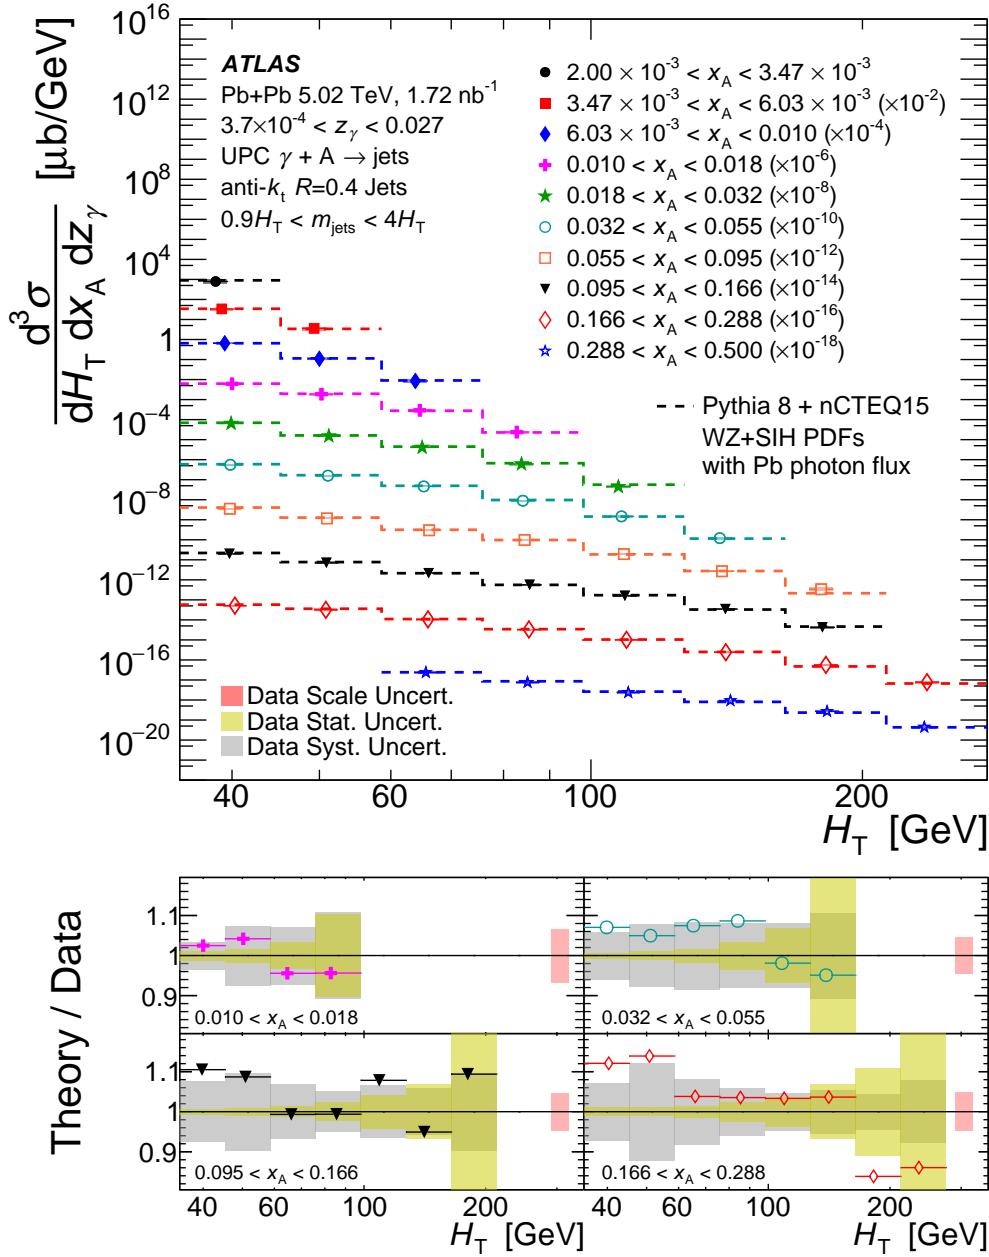 d³σ / dH_T dx_A dz_γ [μb/GeV]
10¹⁶
10¹⁴
10¹²
10¹⁰
10⁸
10⁶
10⁴
10²
1
10⁻⁴
10⁻⁸
10⁻¹²
10⁻¹⁶
10⁻²⁰
ATLAS
Pb+Pb 5.02 TeV, 1.72 nb⁻¹
3.7×10⁻⁴ < z_γ < 0.027
UPC γ + A → jets
anti-k_t R=0.4 Jets
0.9H_T < m_jets < 4H_T
2.00 × 10⁻³ < x_A < 3.47 × 10⁻³
3.47 × 10⁻³ < x_A < 6.03 × 10⁻³ (×10⁻²)
6.03 × 10⁻³ < x_A < 0.010 (×10⁻⁴)
0.010 < x_A < 0.018 (×10⁻⁶)
0.018 < x_A < 0.032 (×10⁻⁸)
0.032 < x_A < 0.055 (×10⁻¹⁰)
0.055 < x_A < 0.095 (×10⁻¹²)
0.095 < x_A < 0.166 (×10⁻¹⁴)
0.166 < x_A < 0.288 (×10⁻¹⁶)
0.288 < x_A < 0.500 (×10⁻¹⁸)
Pythia 8 + nCTEQ15
WZ+SIH PDFs
with Pb photon flux
Data Scale Uncert.
Data Stat. Uncert.
Data Syst. Uncert.
40 60 100 200
H_T [GeV]
Theory / Data
1.1
1
0.9
0.010 < x_A < 0.018
0.032 < x_A < 0.055
1.1
1
0.9
0.095 < x_A < 0.166
0.166 < x_A < 0.288
40 60 100 200 40 60 100 200
H_T [GeV] H_T [GeV]